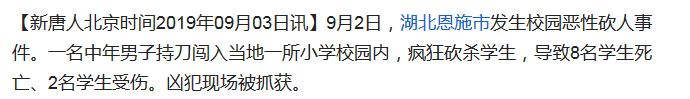 【新唐人北京时间2019年09月03日讯】9月2日，湖北恩施市发生校园恶性砍人事
件。一名中年男子持刀闯入当地一所小学校园内，疯狂砍杀学生，导致8名学生死
亡、2名学生受伤。凶犯现场被抓获。